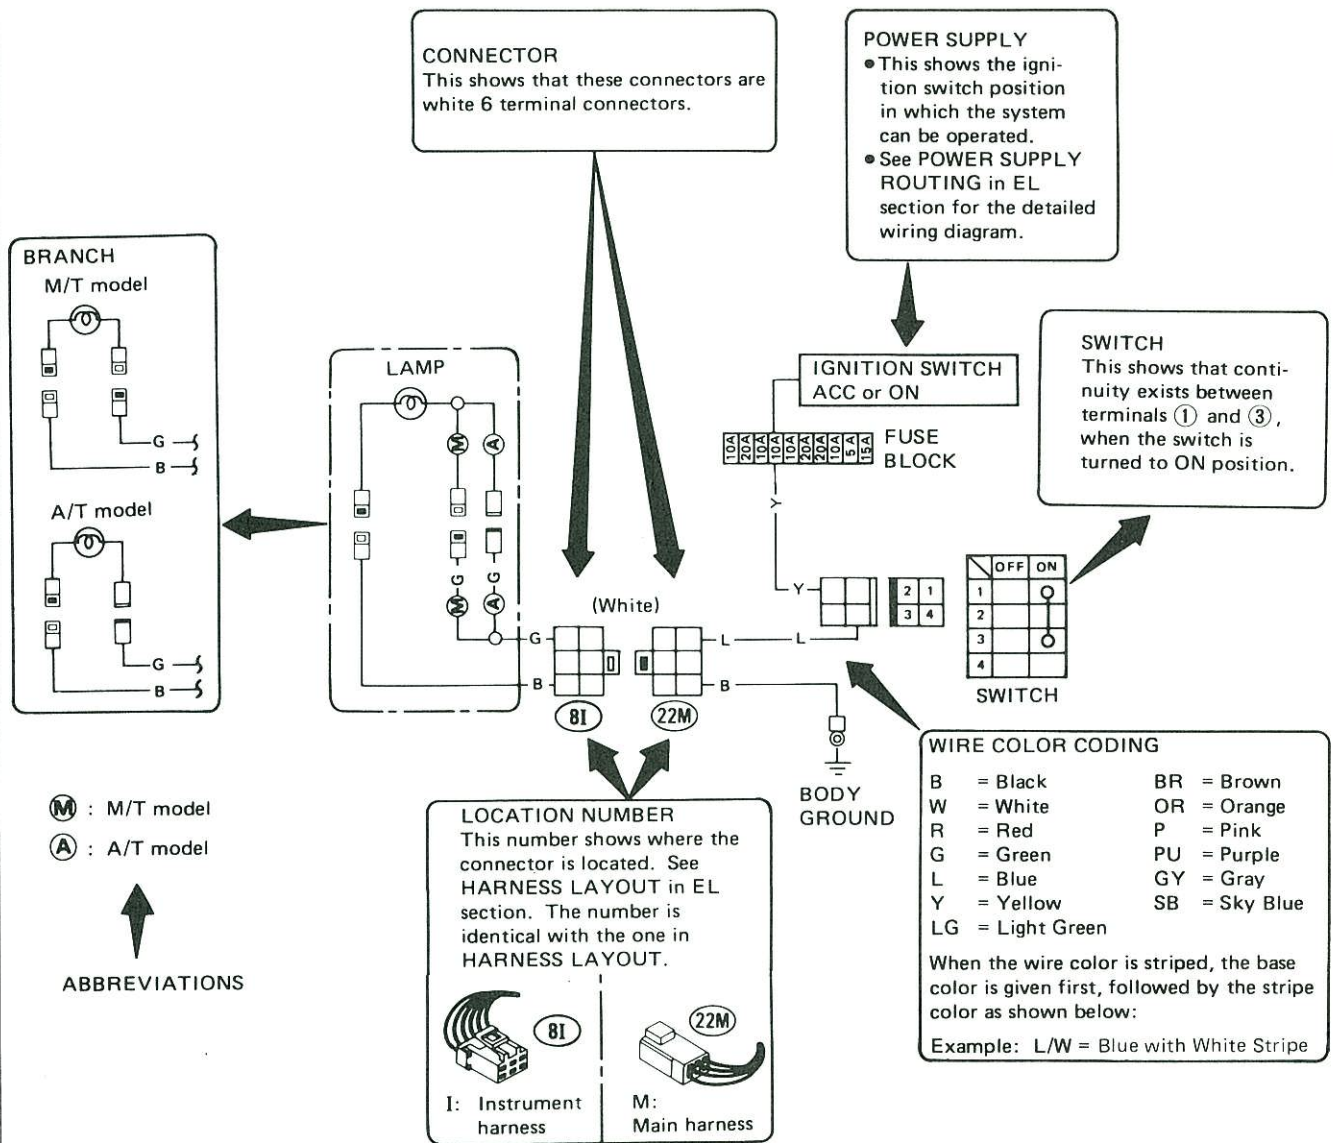 CONNECTOR
This shows that these connectors are
white 6 terminal connectors.
POWER SUPPLY
• This shows the igni-
tion switch position
in which the system
can be operated.
• See POWER SUPPLY
ROUTING in EL
section for the detailed
wiring diagram.
BRANCH
M/T model
G
B
A/T model
G
B
LAMP
M
A
G
G
M
A
IGNITION SWITCH
ACC or ON
10A
20A
10A
10A
10A
20A
20A
10A
5A
15A
FUSE
BLOCK
Y
SWITCH
This shows that conti-
nuity exists between
terminals ① and ③,
when the switch is
turned to ON position.
(White)
G
B
L
L
B
Y
2 1
3 4
OFF ON
1
2
3
4
SWITCH
8I
22M
BODY
GROUND
M : M/T model
A : A/T model
ABBREVIATIONS
LOCATION NUMBER
This number shows where the
connector is located. See
HARNESS LAYOUT in EL
section. The number is
identical with the one in
HARNESS LAYOUT.
8I
22M
I: Instrument
harness
M:
Main harness
WIRE COLOR CODING
B = Black BR = Brown
W = White OR = Orange
R = Red P = Pink
G = Green PU = Purple
L = Blue GY = Gray
Y = Yellow SB = Sky Blue
LG = Light Green
When the wire color is striped, the base
color is given first, followed by the stripe
color as shown below:
Example: L/W = Blue with White Stripe